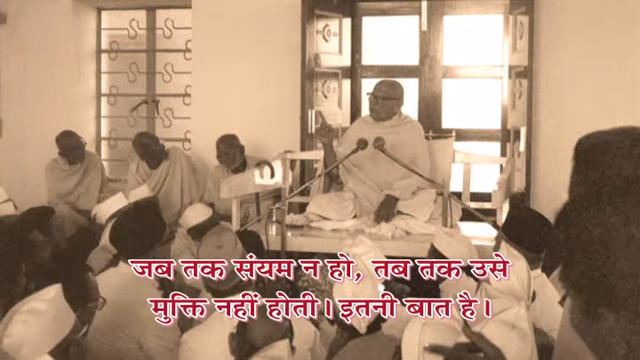 जब तक संयम न हो, तब तक उसे
मुक्ति नहीं होती। इतनी बात है।